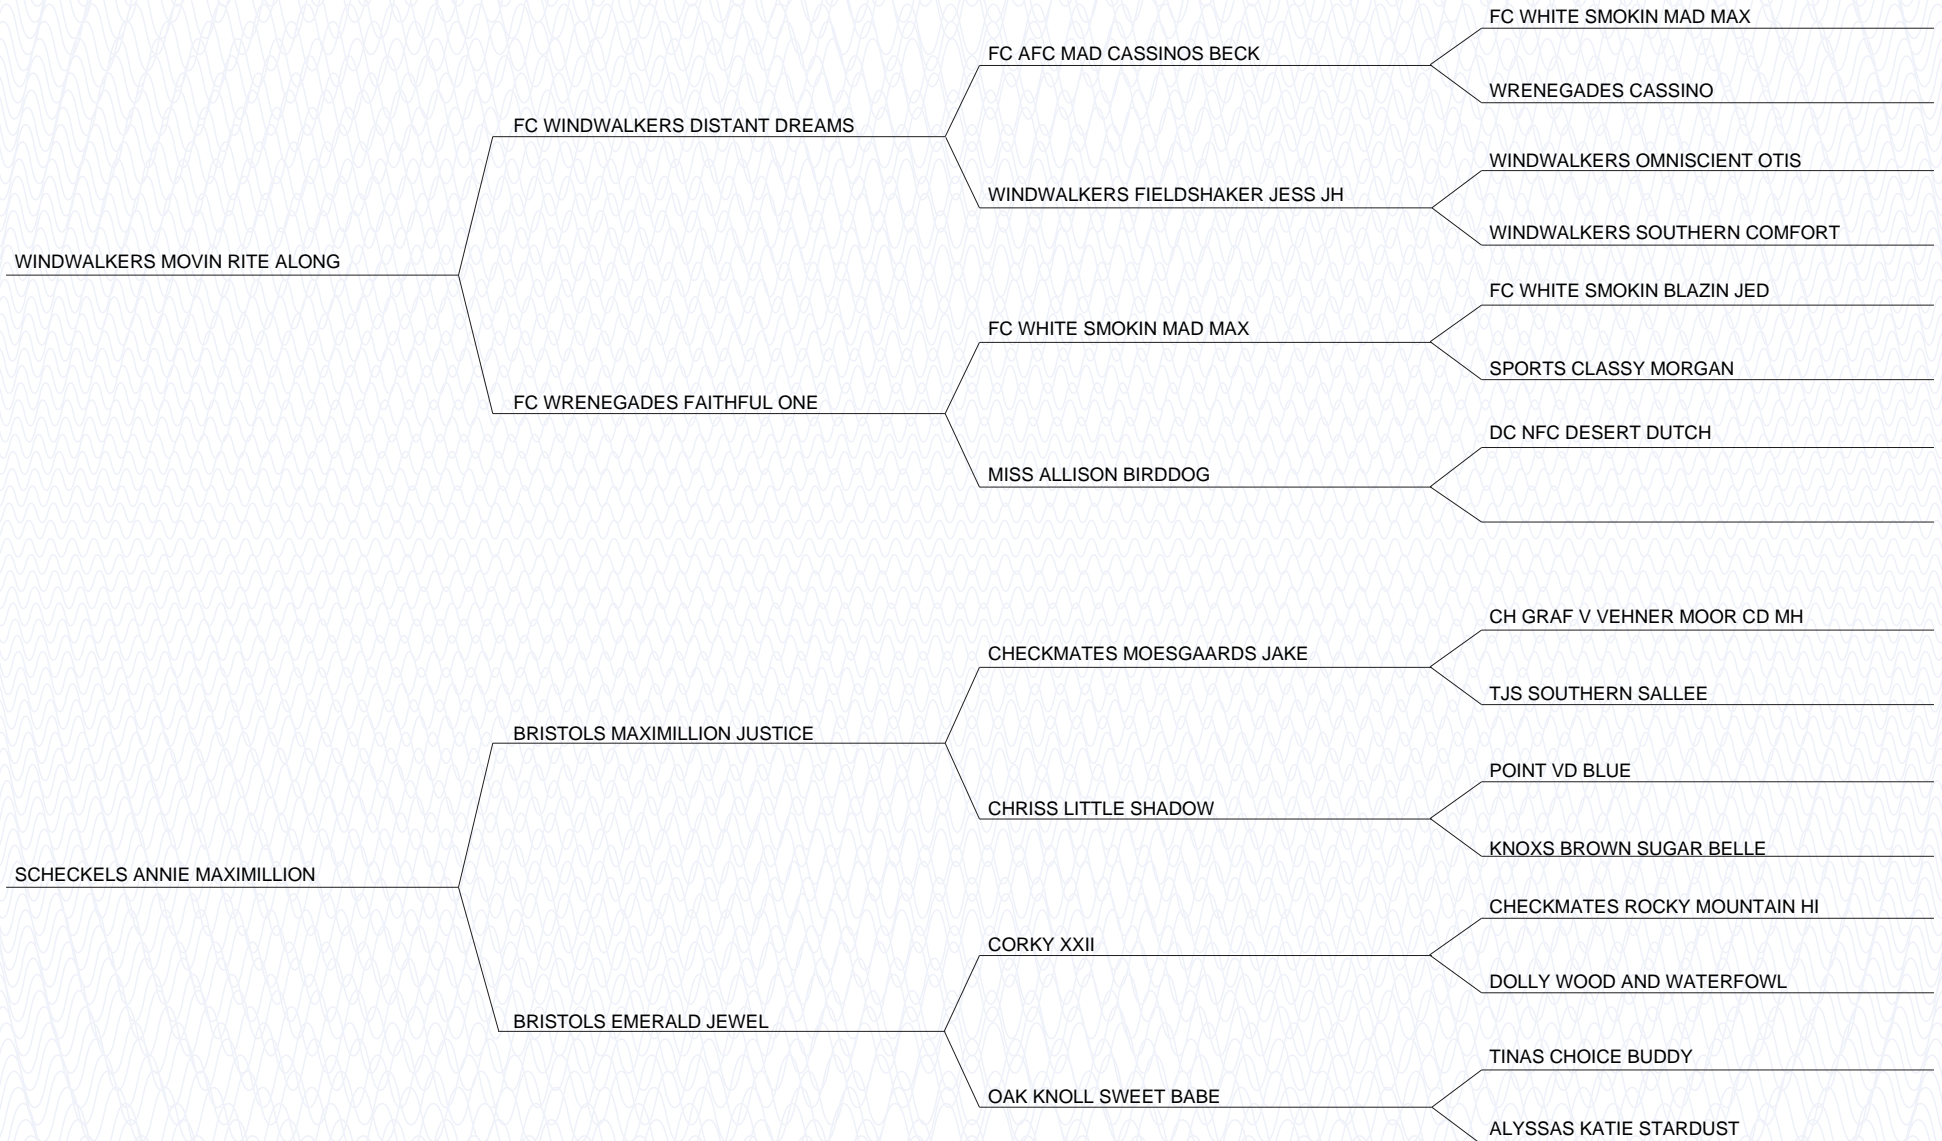 WINDWALKERS MOVIN RITE ALONG
FC WINDWALKERS DISTANT DREAMS
FC AFC MAD CASSINOS BECK
FC WHITE SMOKIN MAD MAX
WRENEGADES CASSINO
WINDWALKERS FIELDSHAKER JESS JH
WINDWALKERS OMNISCIENT OTIS
WINDWALKERS SOUTHERN COMFORT
FC WRENEGADES FAITHFUL ONE
FC WHITE SMOKIN MAD MAX
FC WHITE SMOKIN BLAZIN JED
SPORTS CLASSY MORGAN
MISS ALLISON BIRDDOG
DC NFC DESERT DUTCH
SCHECKELS ANNIE MAXIMILLION
BRISTOLS MAXIMILLION JUSTICE
CHECKMATES MOESGAARDS JAKE
CH GRAF V VEHNER MOOR CD MH
TJS SOUTHERN SALLEE
CHRISS LITTLE SHADOW
POINT VD BLUE
KNOXS BROWN SUGAR BELLE
BRISTOLS EMERALD JEWEL
CORKY XXII
CHECKMATES ROCKY MOUNTAIN HI
DOLLY WOOD AND WATERFOWL
OAK KNOLL SWEET BABE
TINAS CHOICE BUDDY
ALYSSAS KATIE STARDUST